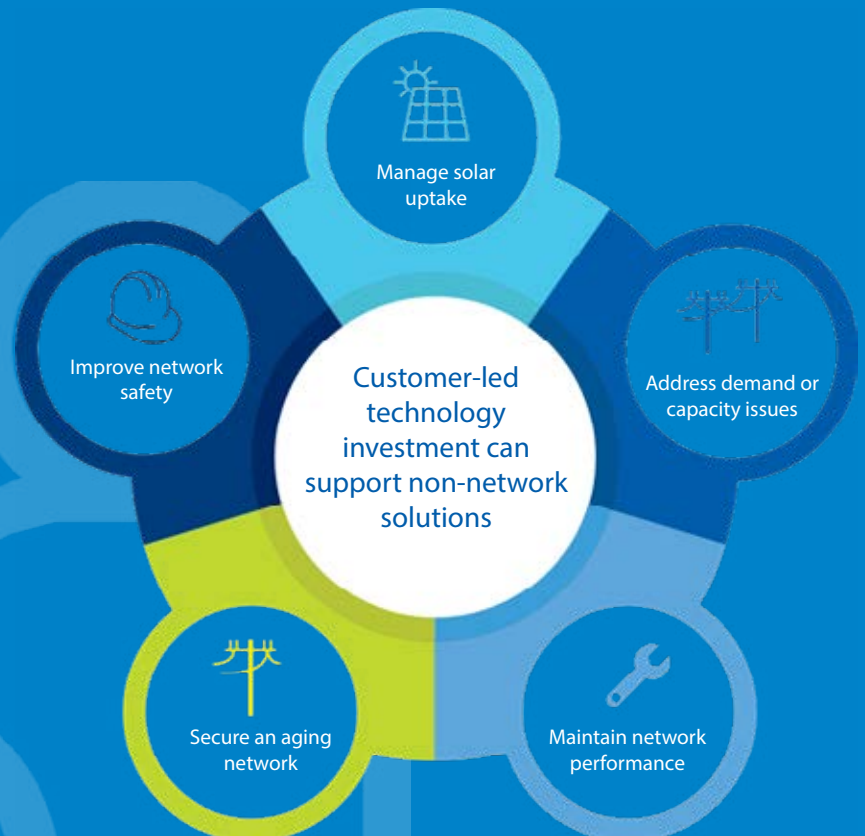 Manage solar
uptake
Improve network
safety
Address demand or
capacity issues
Customer-led
technology
investment can
support non-network
solutions
Secure an aging
network
Maintain network
performance